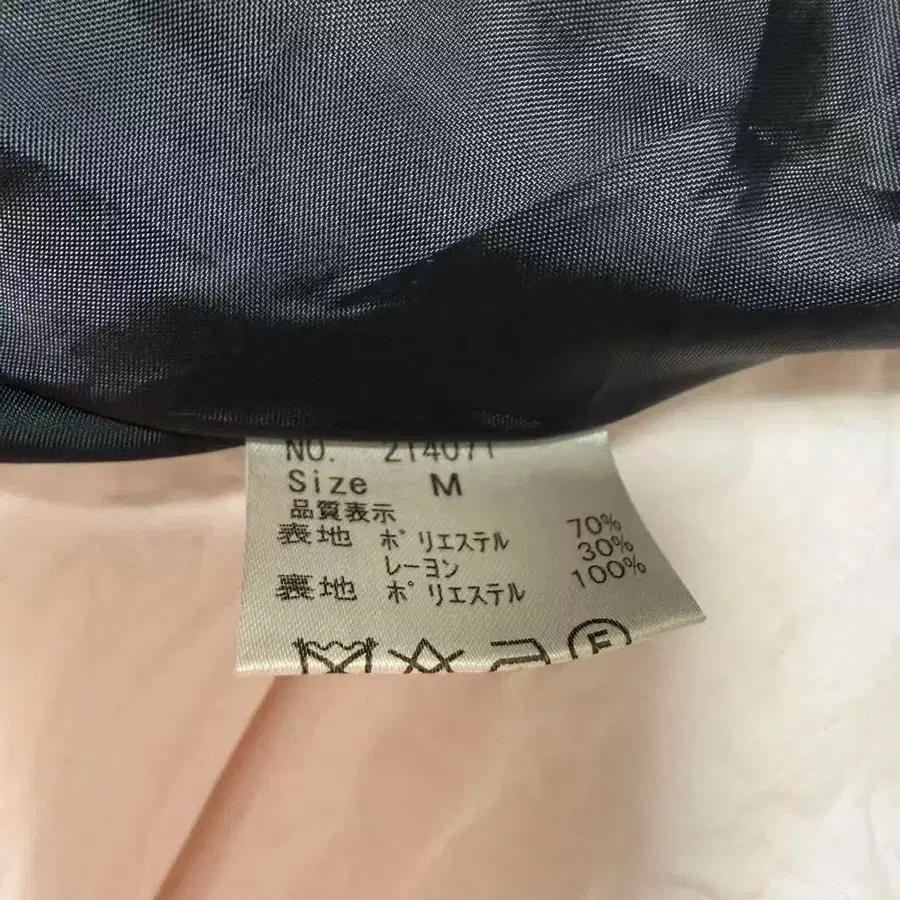 NO. 214071
Size M
品質表示
表地 ポリエステル 70%
レーヨン 30%
裏地 ポリエステル 100%
F